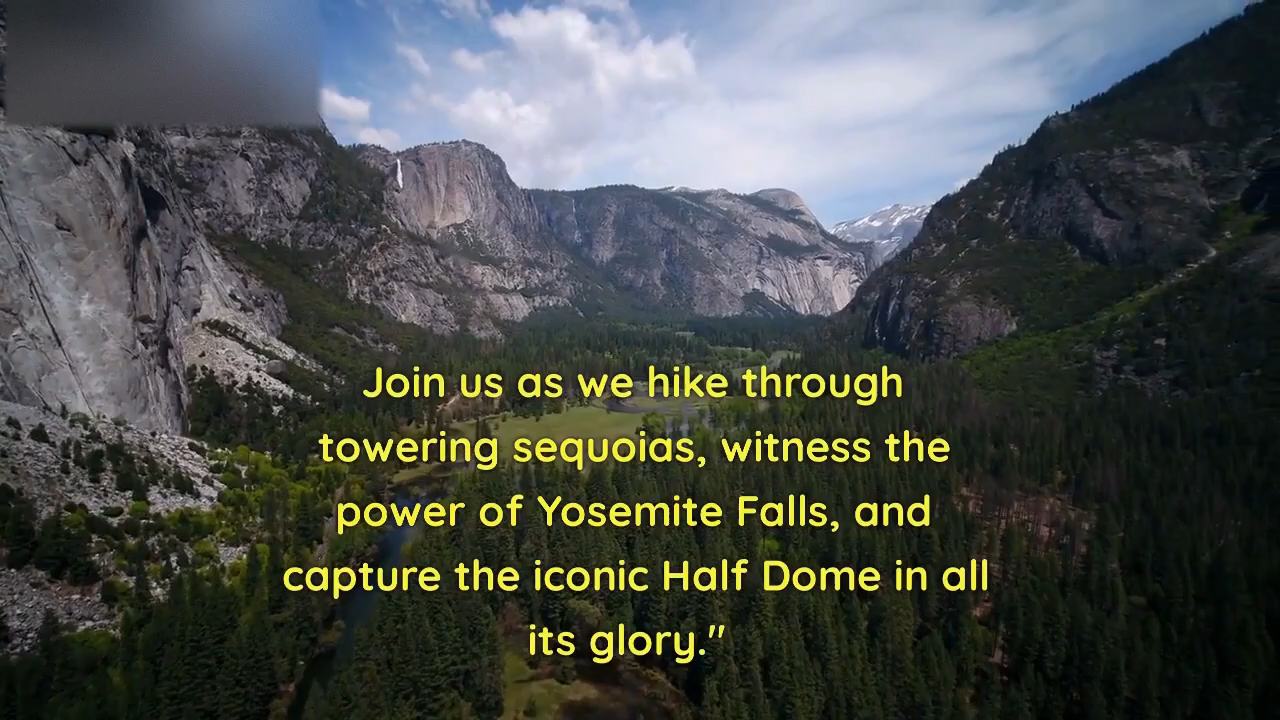 Join us as we hike through
towering sequoias, witness the
power of Yosemite Falls, and
capture the iconic Half Dome in all
its glory."